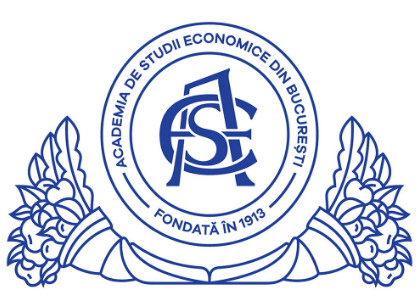 ACADEMIA DE STUDII ECONOMICE DIN BUCUREȘTI
ASE
FONDATĂ ÎN 1913